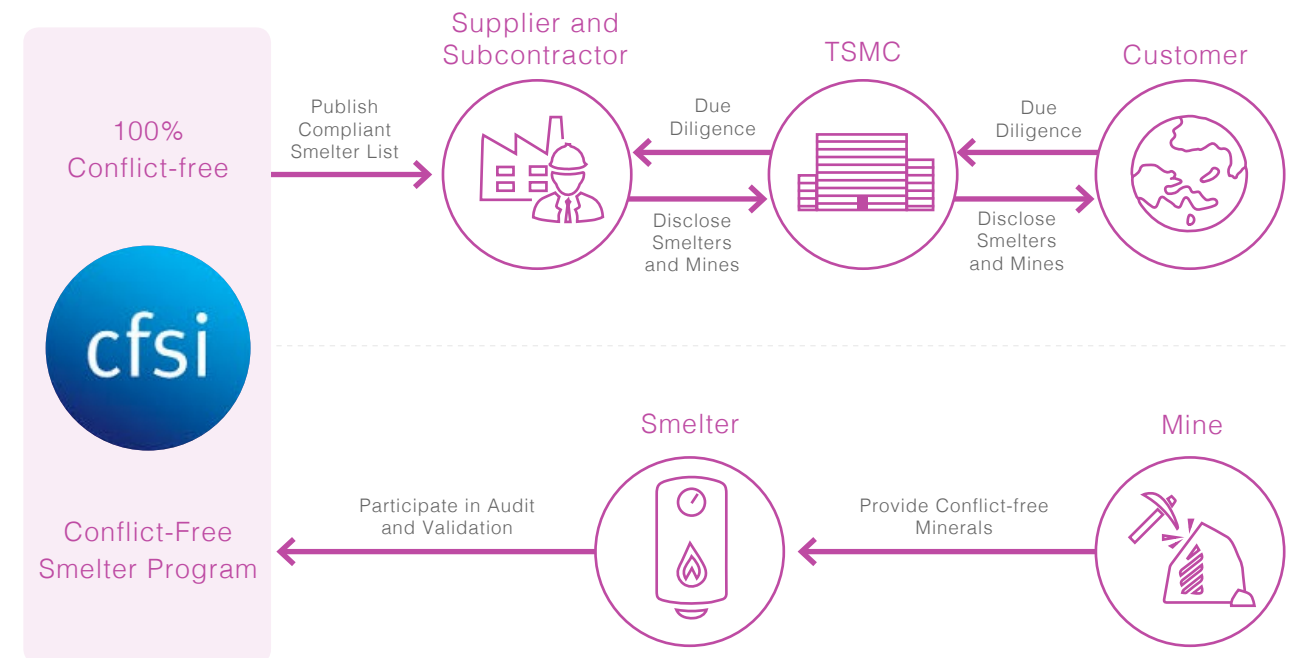 100%
Conflict-free
cfsi
Conflict-Free
Smelter Program
Publish
Compliant
Smelter List
Supplier and
Subcontractor
Due
Diligence
Disclose
Smelters
and Mines
TSMC
Due
Diligence
Disclose
Smelters
and Mines
Customer
Participate in Audit
and Validation
Smelter
Provide Conflict-free
Minerals
Mine